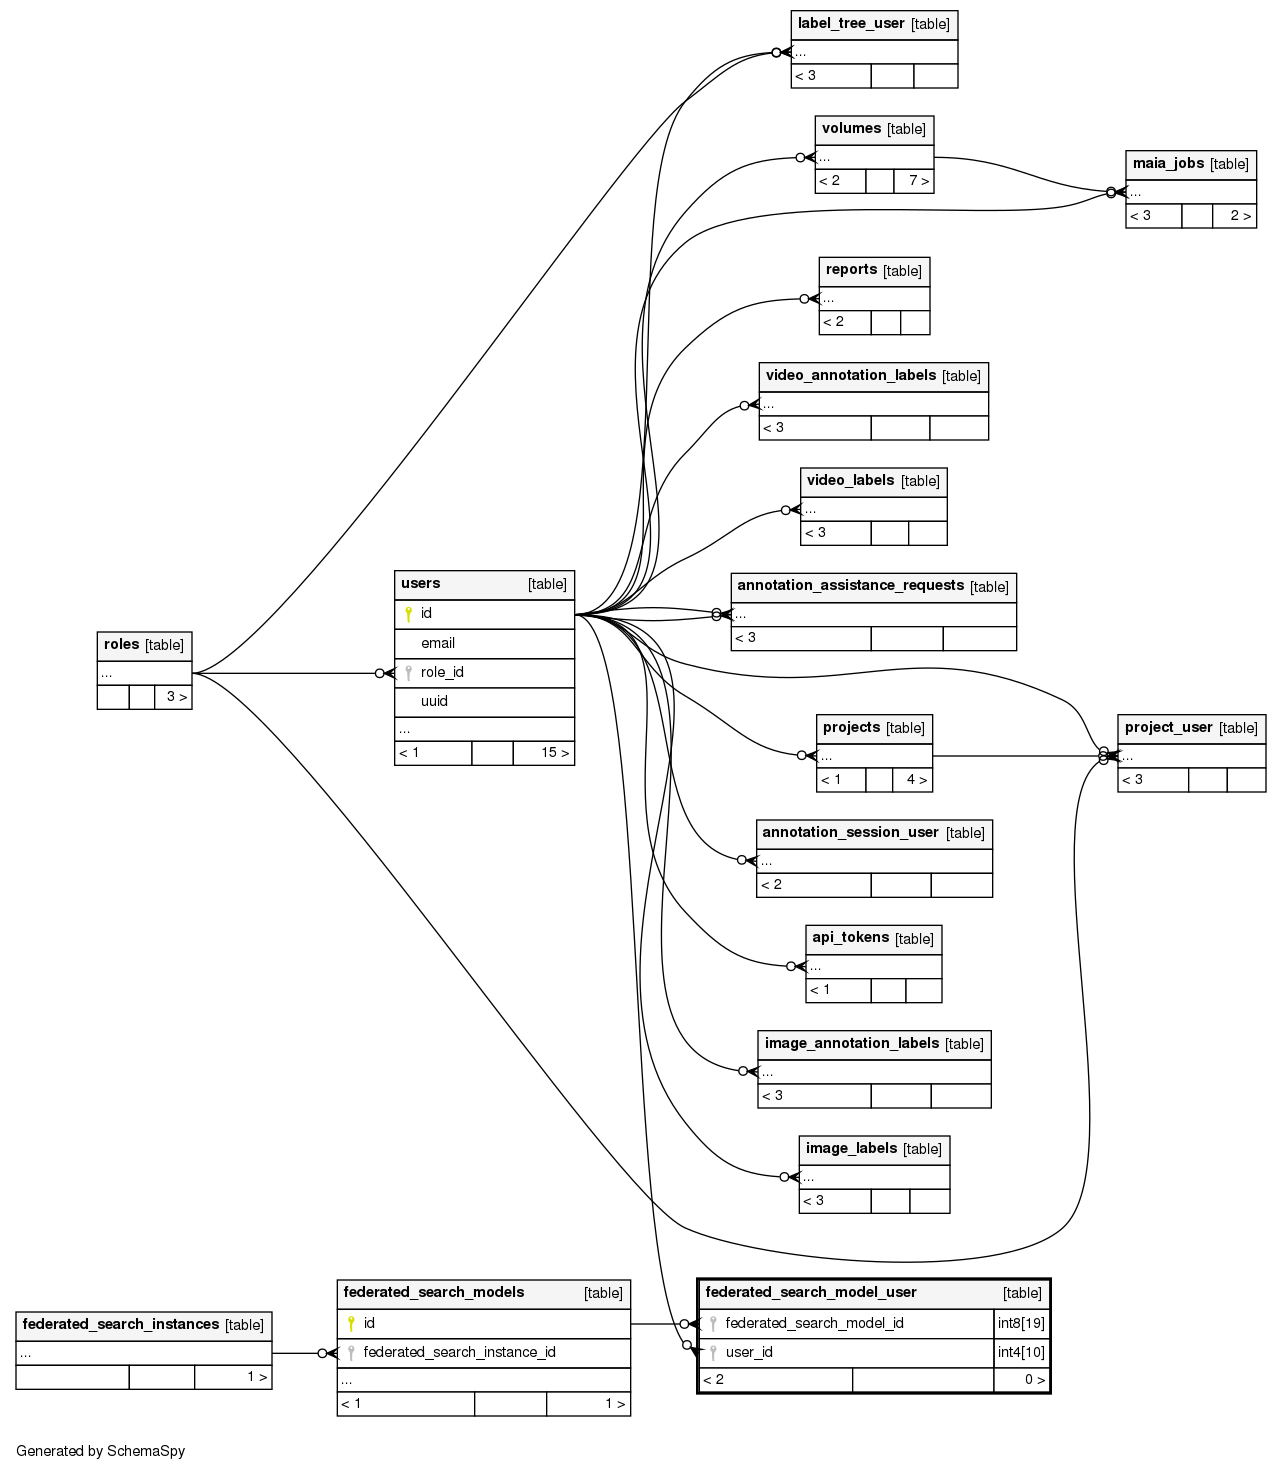 label_tree_user [table]
...
< 3
volumes [table]
...
< 2 7 >
maia_jobs [table]
...
< 3 2 >
reports [table]
...
< 2
video_annotation_labels [table]
...
< 3
video_labels [table]
...
< 3
users [table]
id
email
role_id
uuid
...
< 1 15 >
annotation_assistance_requests [table]
...
< 3
roles [table]
...
3 >
projects [table]
...
< 1 4 >
project_user [table]
...
< 3
annotation_session_user [table]
...
< 2
api_tokens [table]
...
< 1
image_annotation_labels [table]
...
< 3
image_labels [table]
...
< 3
federated_search_instances [table]
...
1 >
federated_search_models [table]
id
federated_search_instance_id
...
< 1 1 >
federated_search_model_user [table]
federated_search_model_id int8[19]
user_id int4[10]
< 2 0 >
Generated by SchemaSpy